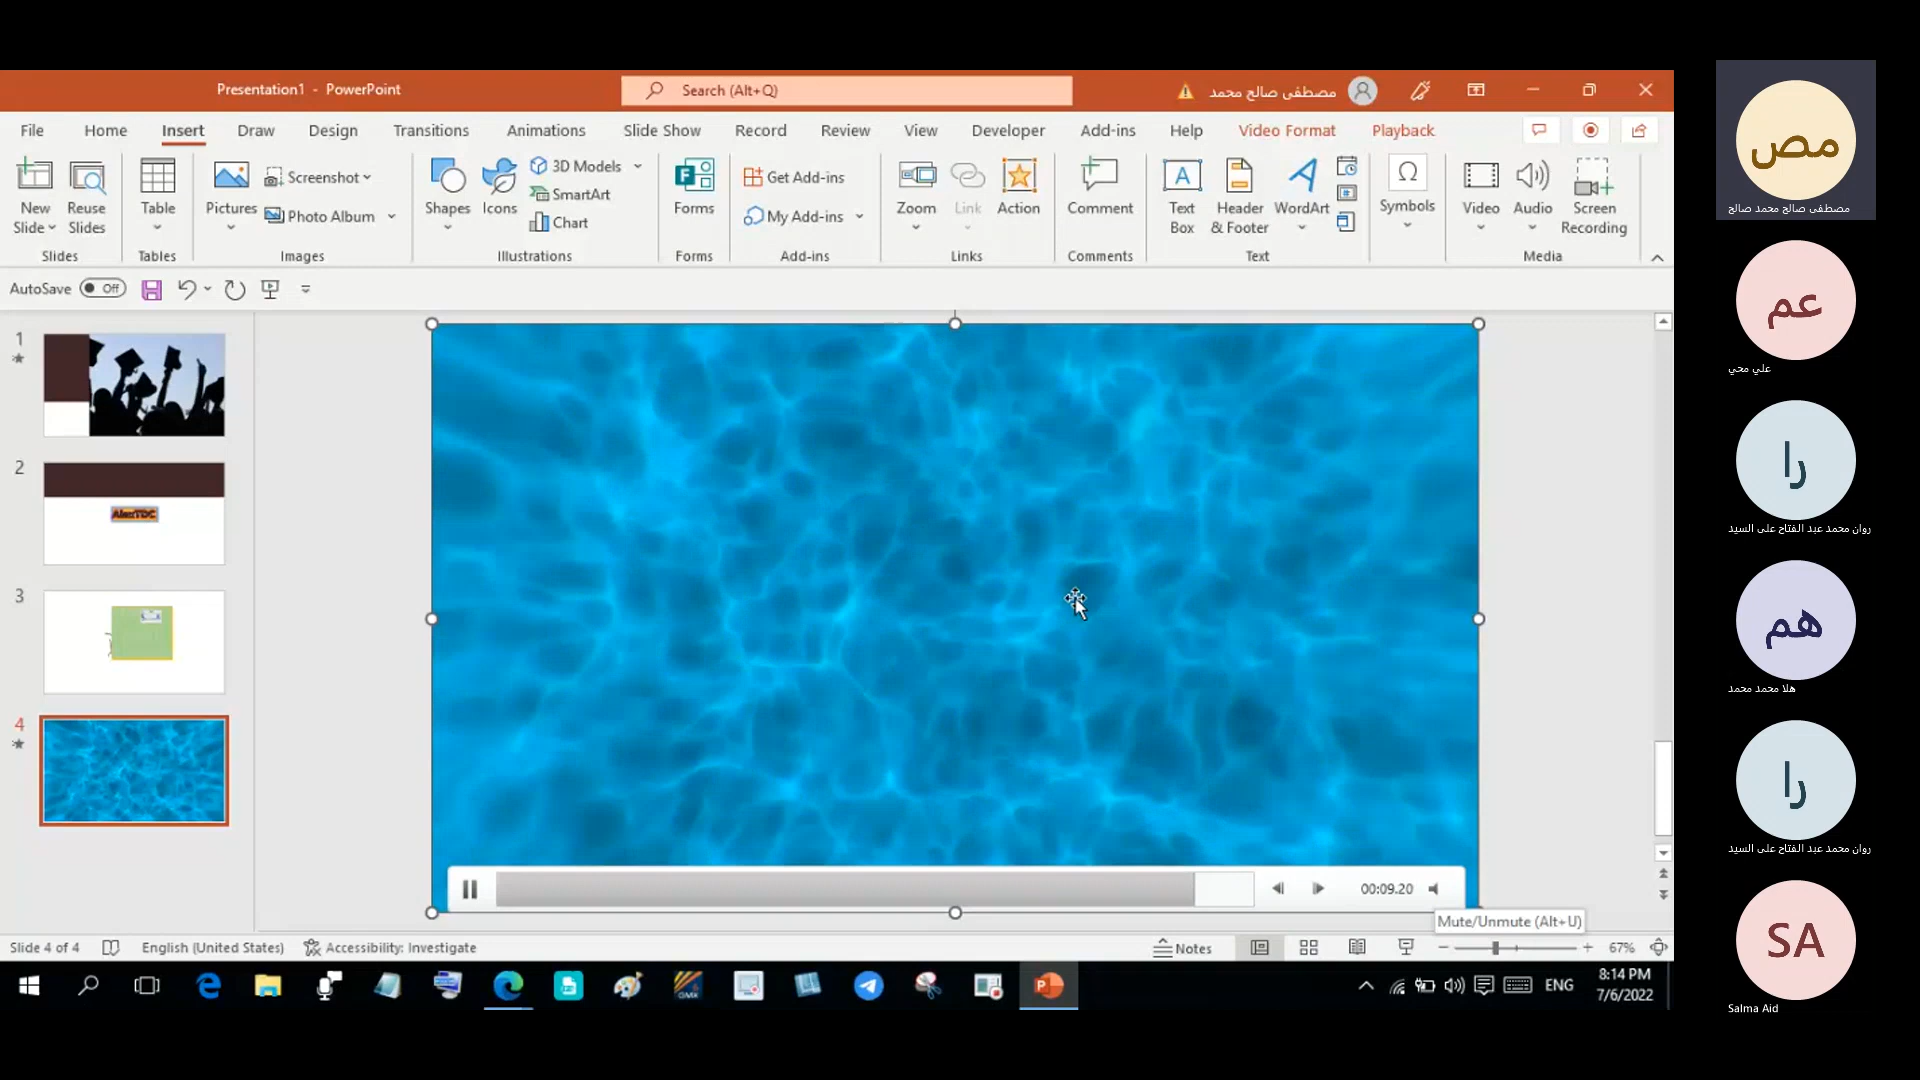 Presentation1 - PowerPoint
Search (Alt+Q)
مصطفى صالح محمد
File Home Insert Draw Design Transitions Animations Slide Show Record Review View Developer Add-ins Help Video Format Playback
New Slide
Reuse Slides
Table
Pictures
Screenshot
Photo Album
Shapes
Icons
3D Models
SmartArt
Chart
Forms
Get Add-ins
My Add-ins
Zoom
Link
Action
Comment
Text Box
Header & Footer
WordArt
Symbols
Video
Audio
Screen Recording
Slides Tables Images Illustrations Forms Add-ins Links Comments Text Media
AutoSave Off
1
2
AlexTDC
3
4
00:09.20
Mute/Unmute (Alt+U)
Slide 4 of 4 English (United States) Accessibility: Investigate Notes 67%
ENG
8:14 PM
7/6/2022
مص
مصطفى صالح محمد صالح
عم
علي محي
را
روان محمد عبد الفتاح على السيد
هم
هلا محمد محمد
را
روان محمد عبد الفتاح على السيد
SA
Salma Aid